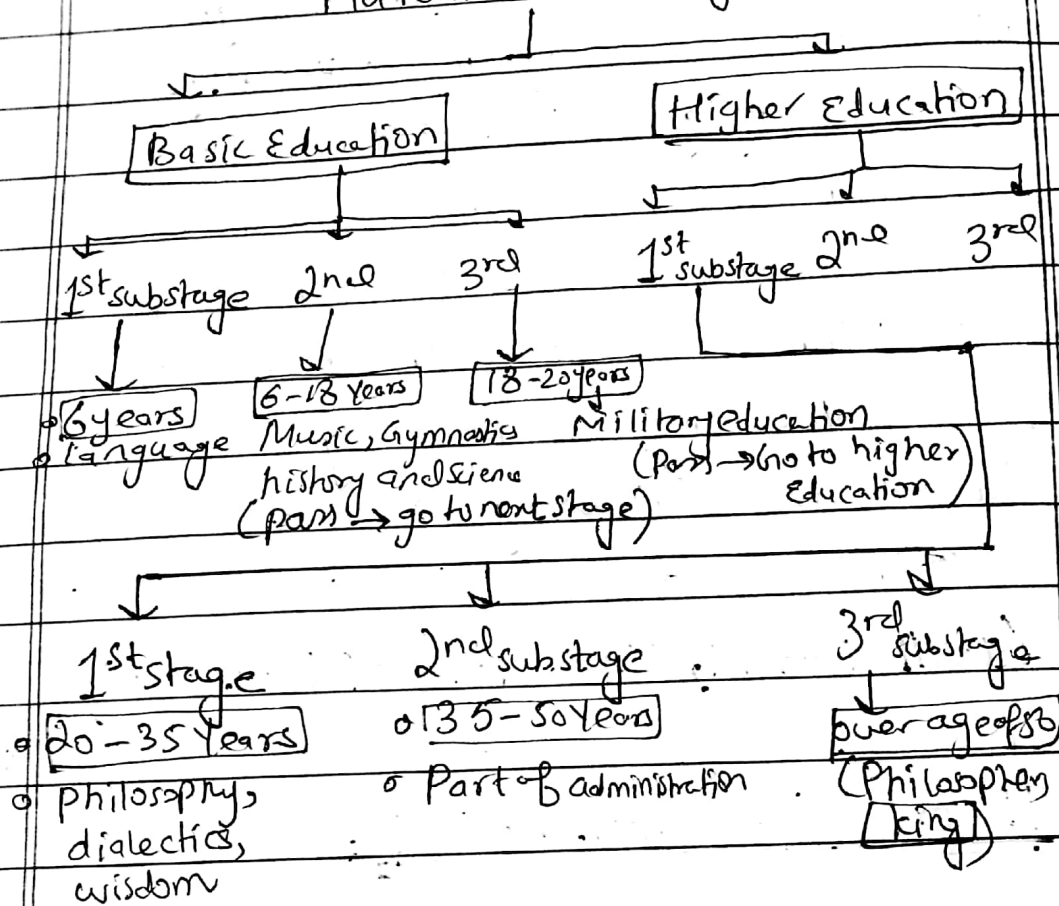 Basic Education
Higher Education
1st substage 2nd 3rd
1st substage 2nd 3rd
6 years
language
6-18 years
Music, Gymnastics
history and science
(pass → go to next stage)
18-20 years
Military education
(pass → Go to higher
Education)
1st stage
20-35 years
philosophy,
dialectics,
wisdom
2nd substage
35-50 years
Part of administration
3rd substage
over age of 50
(Philosopher
king)